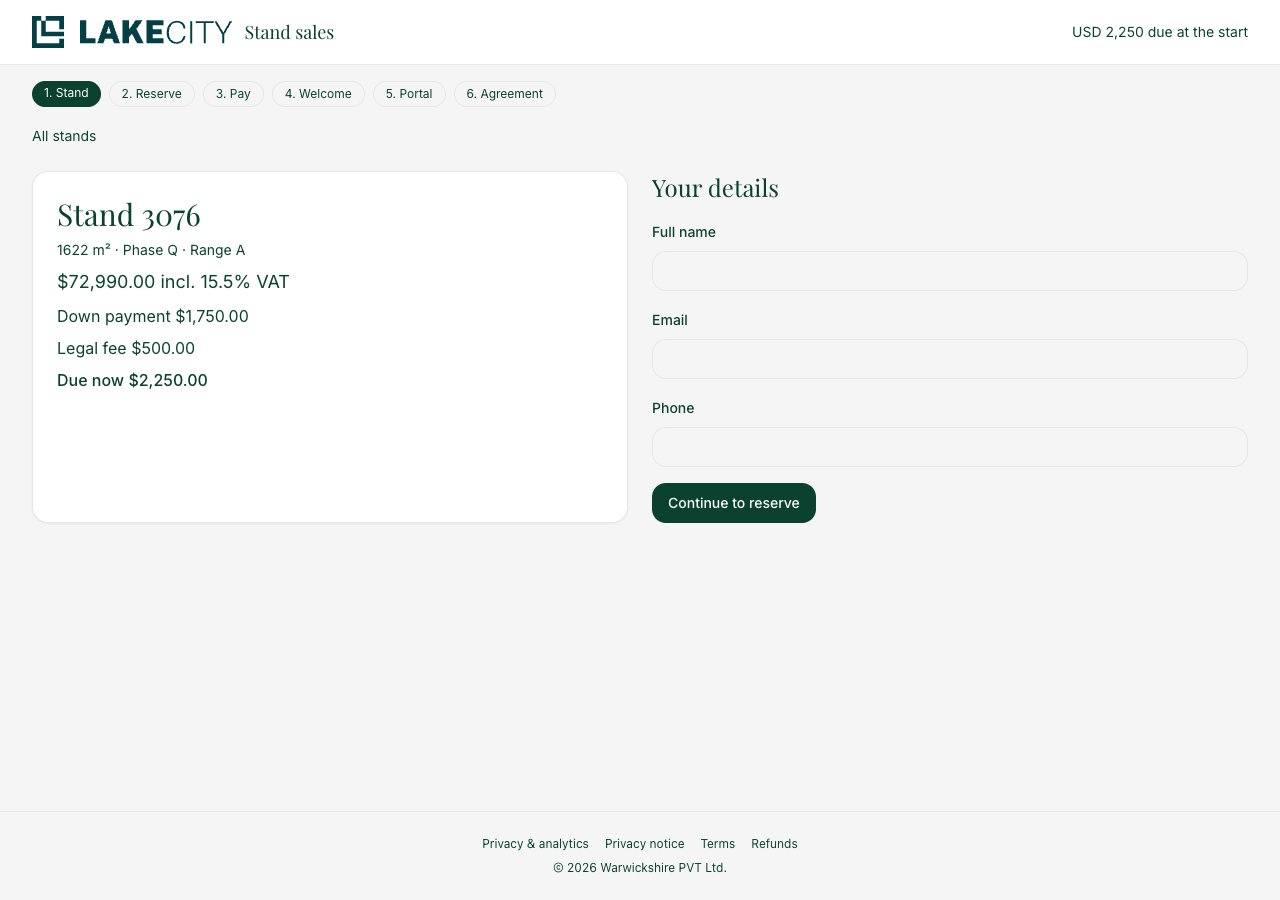 LAKECITY Stand sales
USD 2,250 due at the start
1. Stand
2. Reserve
3. Pay
4. Welcome
5. Portal
6. Agreement
All stands
Stand 3076
1622 m² · Phase Q · Range A
$72,990.00 incl. 15.5% VAT
Down payment $1,750.00
Legal fee $500.00
Due now $2,250.00
Your details
Full name
Email
Phone
Continue to reserve
Privacy & analytics Privacy notice Terms Refunds
© 2026 Warwickshire PVT Ltd.